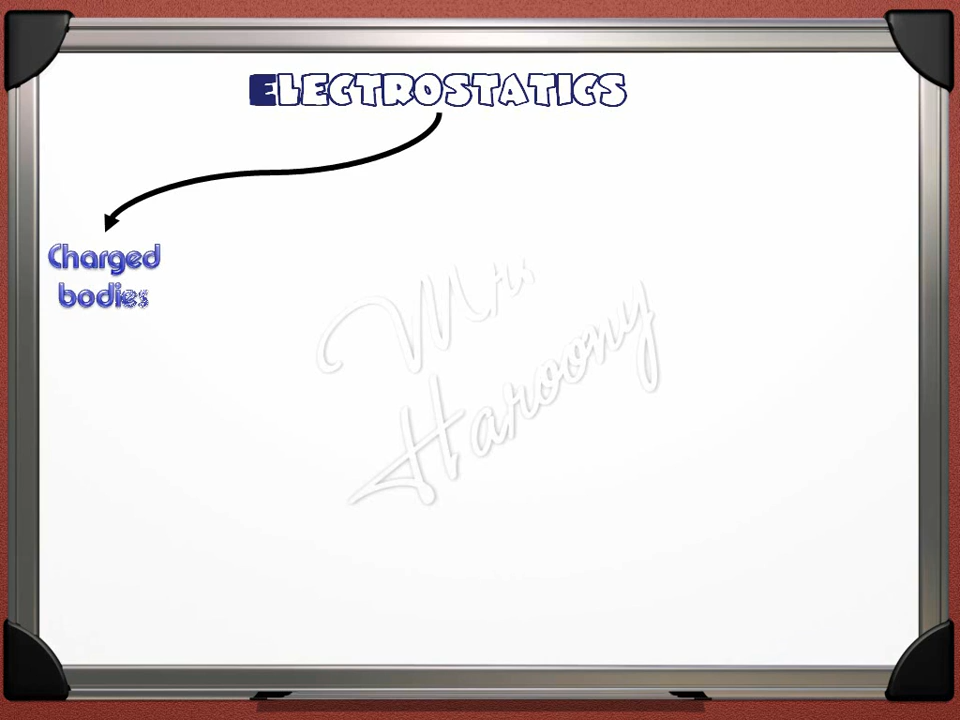 ELECTROSTATICS
Charged
bodies
Mrs
Haroony